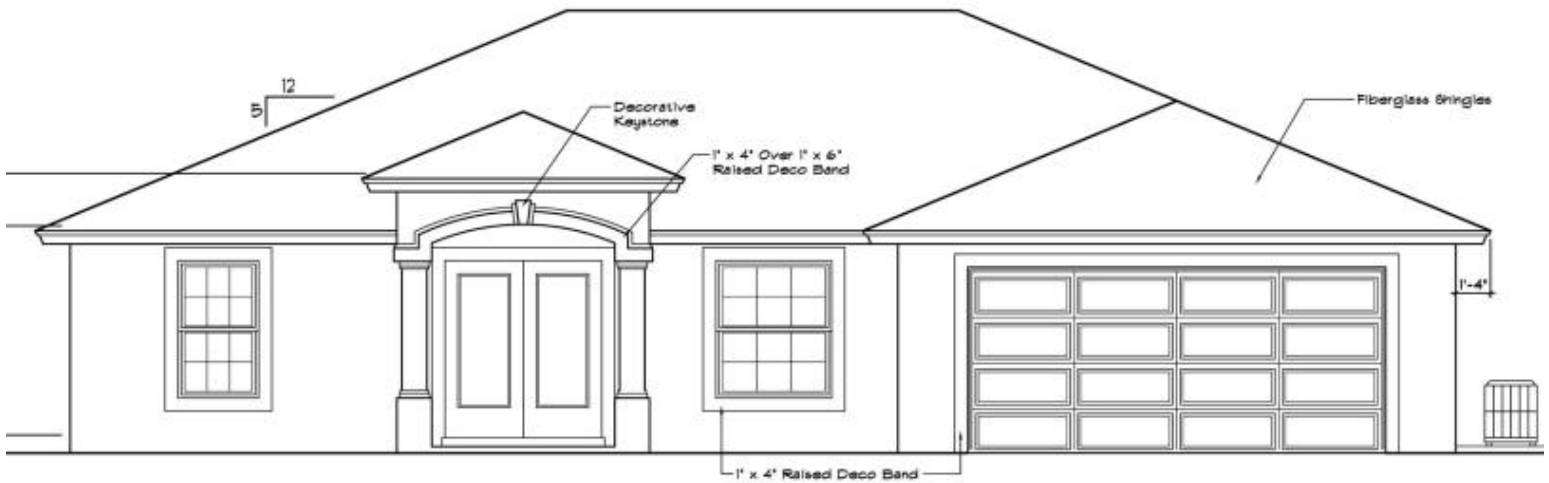 12
5
Decorative
Keystone
1" x 4" Over 1" x 6"
Raised Deco Band
Fiberglass Shingles
1'-4"
1" x 4" Raised Deco Band